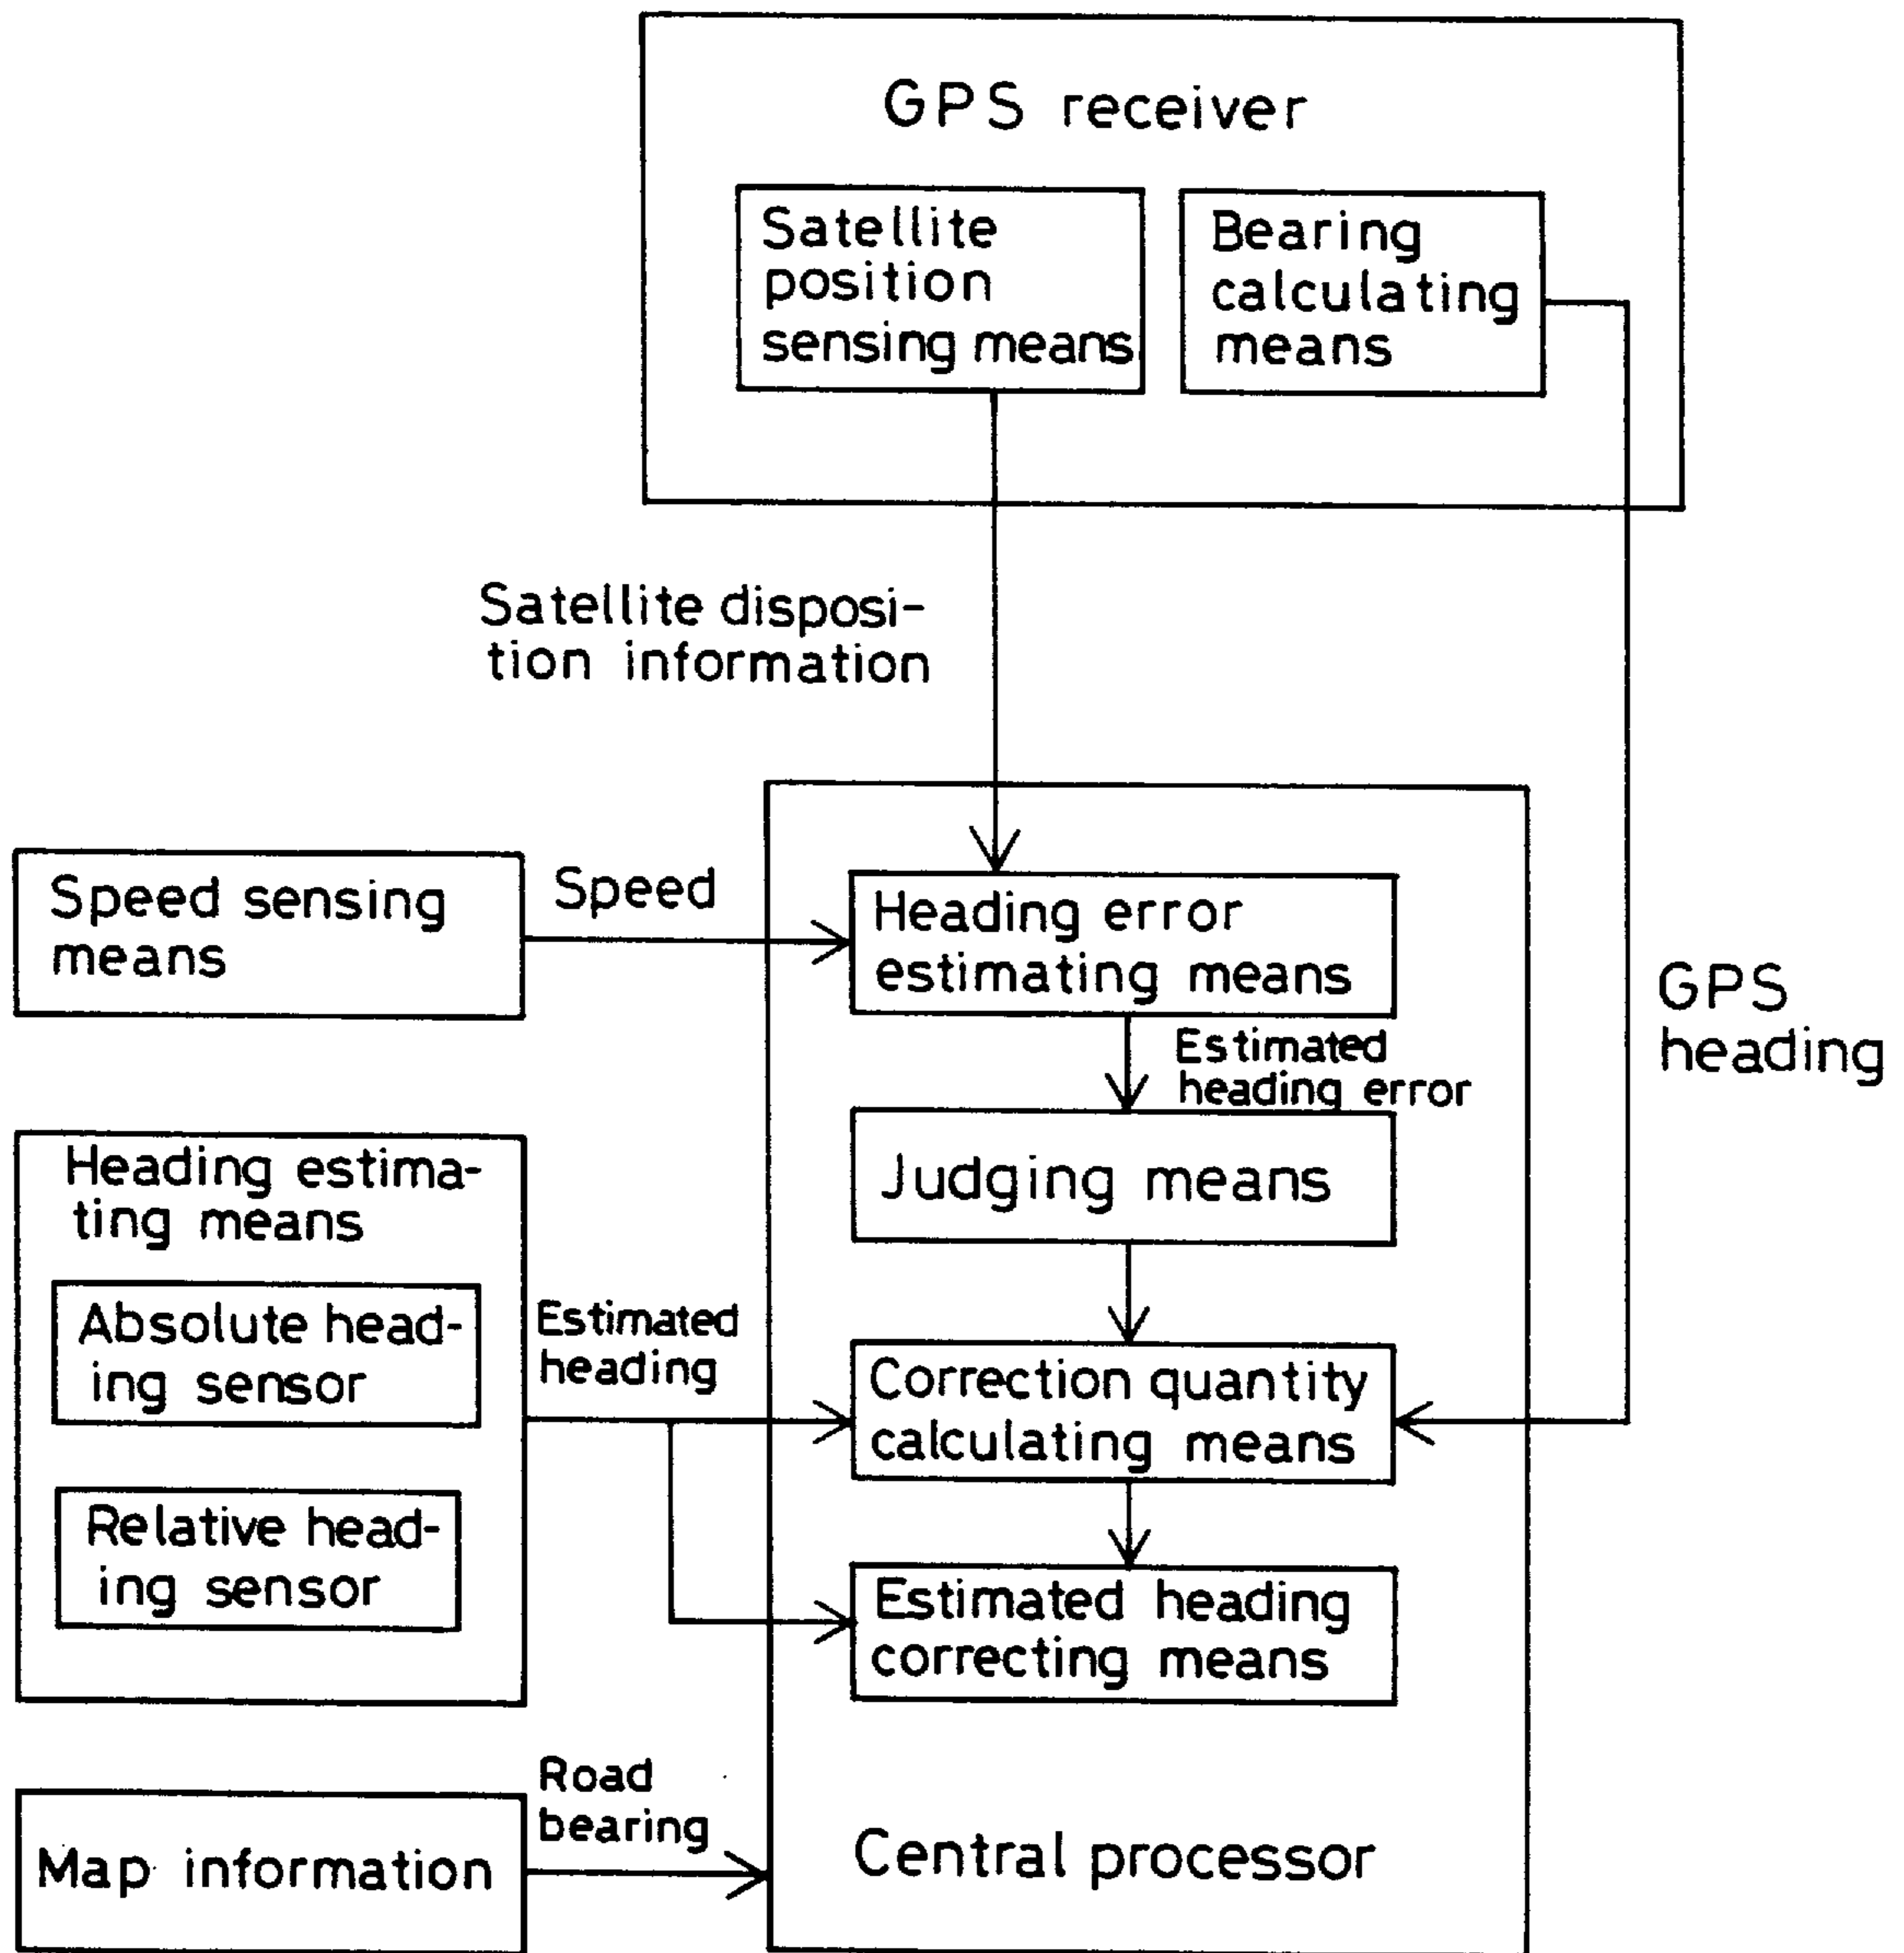 GPS receiver
Satellite
position
sensing means
Bearing
calculating
means
Satellite disposi-
tion information
Speed sensing
means
Speed
Heading error
estimating means
GPS
heading
Estimated
heading error
Judging means
Heading estima-
ting means
Absolute head-
ing sensor
Relative head-
ing sensor
Estimated
heading
Correction quantity
calculating means
Estimated heading
correcting means
Map information
Road
bearing
Central processor